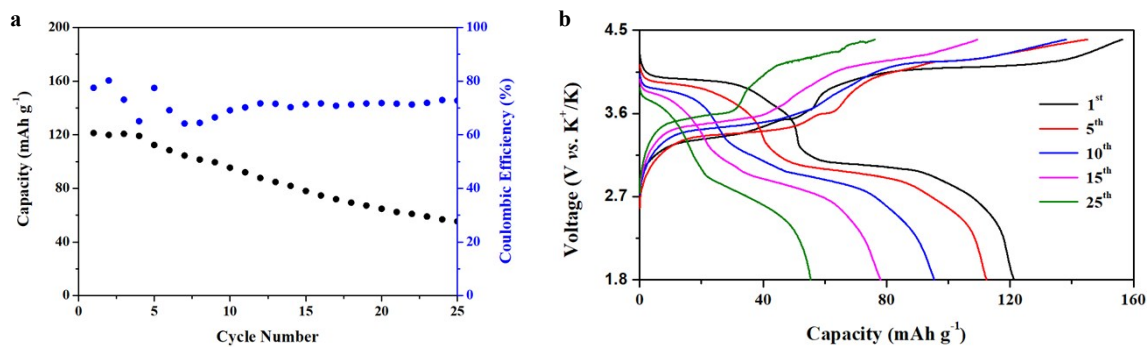 a
200
160
120
80
40
0
Capacity (mAh g⁻¹)
0 5 10 15 20 25
Cycle Number
100
80
60
40
20
0
Coulombic Efficiency (%)
b
4.5
3.6
2.7
1.8
Voltage (V vs. K⁺/K)
0 40 80 120 160
Capacity (mAh g⁻¹)
1st
5th
10th
15th
25th